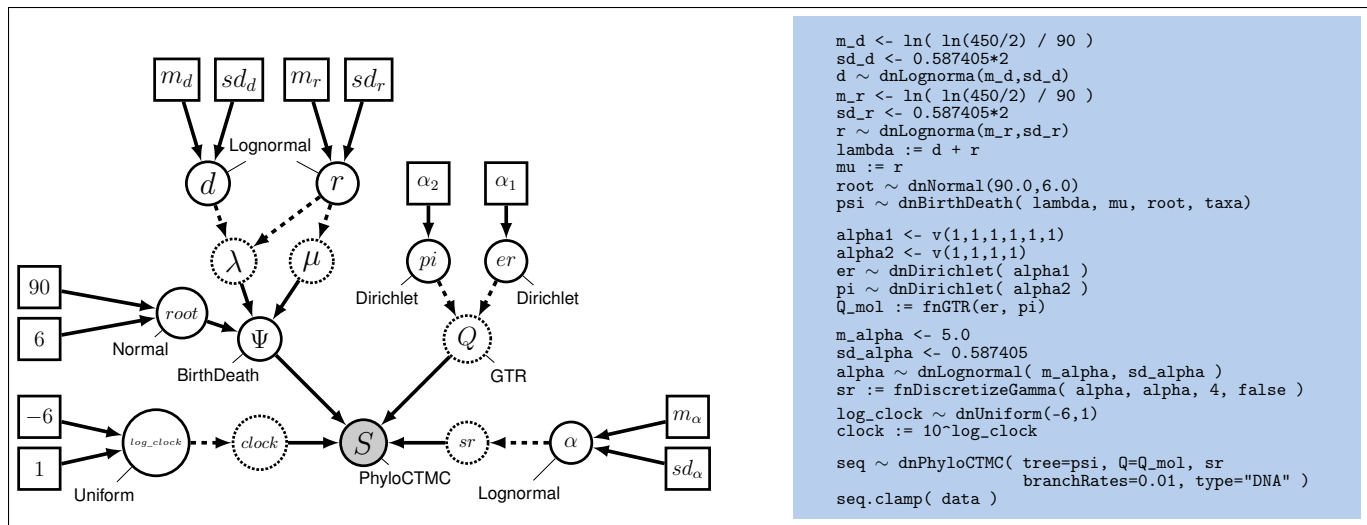 m_d sd_d m_r sd_r
Lognormal
d r
α_2 α_1
λ μ
pi er
Dirichlet Dirichlet
90
root
6
Normal
Ψ
BirthDeath
Q
GTR
−6
log_clock
1
Uniform
clock
S
PhyloCTMC
sr
α
Lognormal
m_α
sd_α
m_d <- ln( ln(450/2) / 90 )
sd_d <- 0.587405*2
d ∼ dnLognorma(m_d,sd_d)
m_r <- ln( ln(450/2) / 90 )
sd_r <- 0.587405*2
r ∼ dnLognorma(m_r,sd_r)
lambda := d + r
mu := r
root ∼ dnNormal(90.0,6.0)
psi ∼ dnBirthDeath( lambda, mu, root, taxa)
alpha1 <- v(1,1,1,1,1,1)
alpha2 <- v(1,1,1,1)
er ∼ dnDirichlet( alpha1 )
pi ∼ dnDirichlet( alpha2 )
Q_mol := fnGTR(er, pi)
m_alpha <- 5.0
sd_alpha <- 0.587405
alpha ∼ dnLognormal( m_alpha, sd_alpha )
sr := fnDiscretizeGamma( alpha, alpha, 4, false )
log_clock ∼ dnUniform(-6,1)
clock := 10^log_clock
seq ∼ dnPhyloCTMC( tree=psi, Q=Q_mol, sr
branchRates=0.01, type="DNA" )
seq.clamp( data )